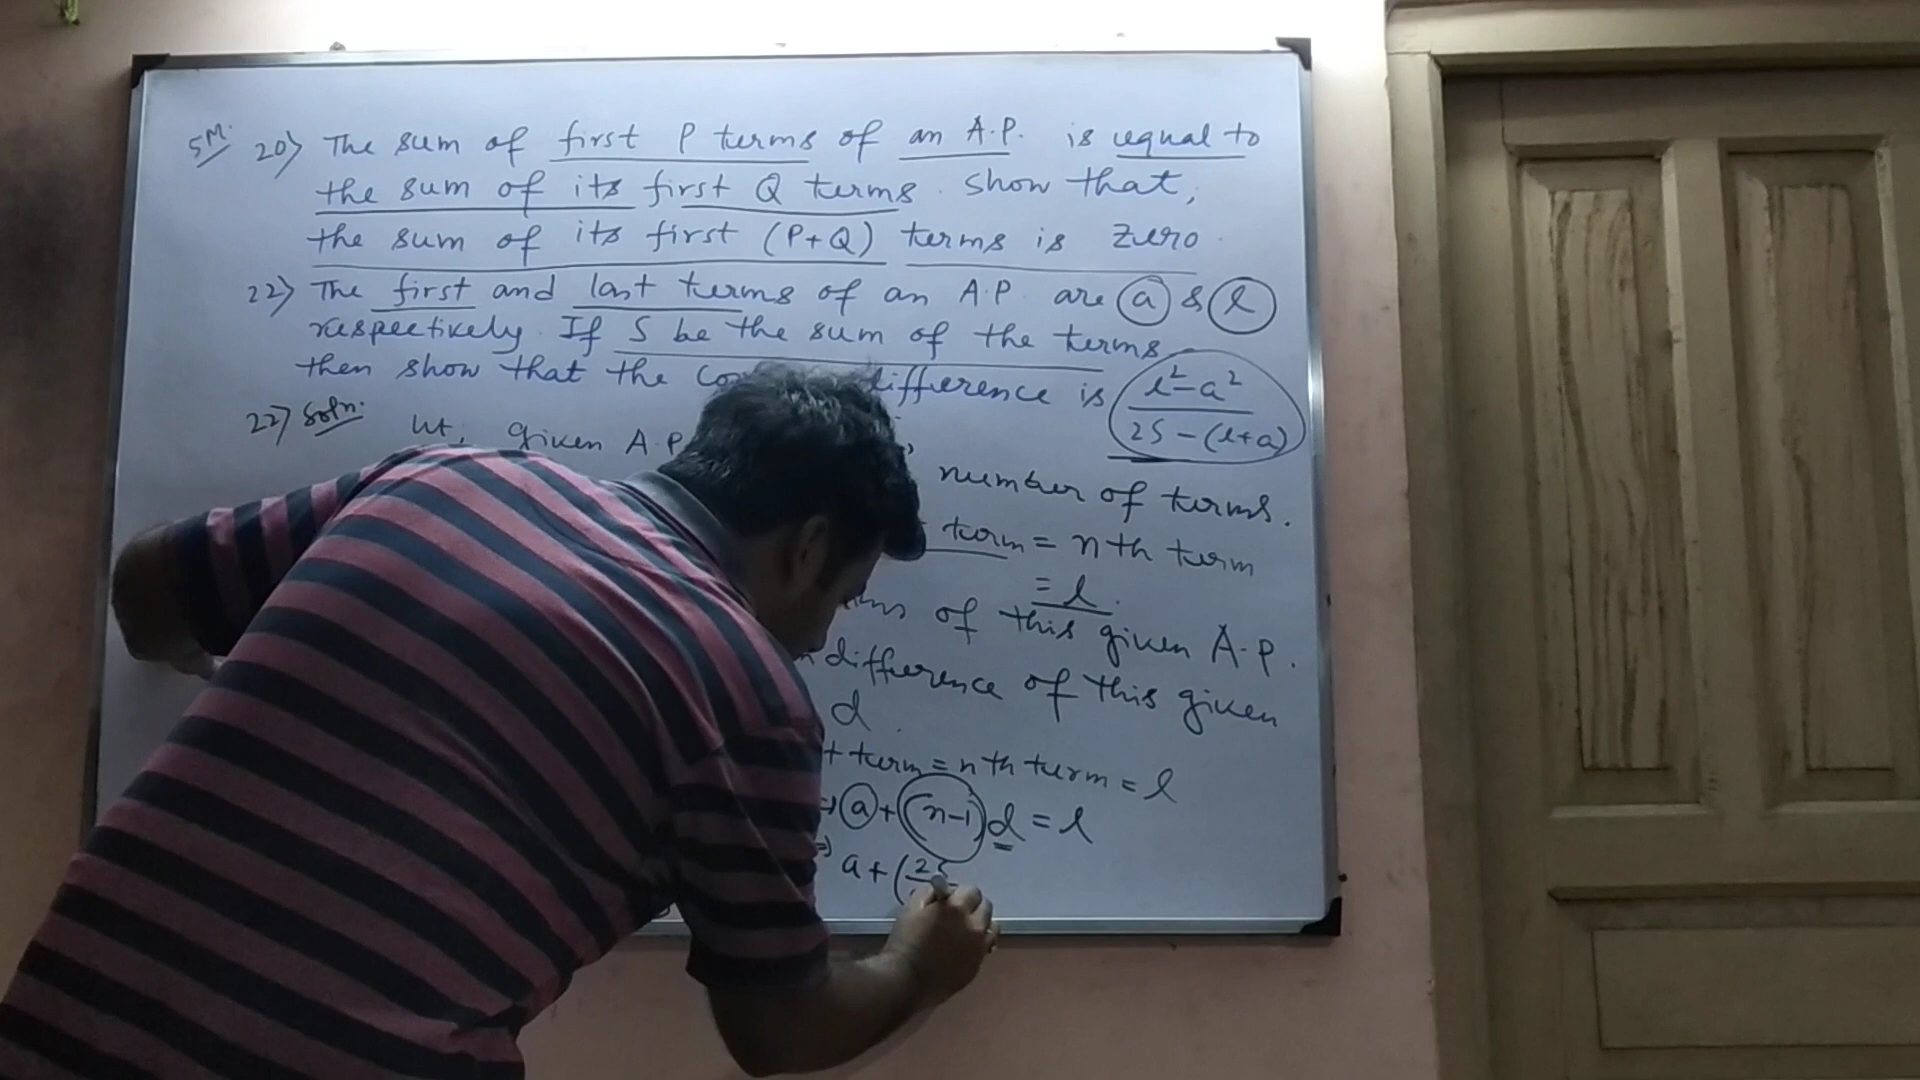 5M. 20) The sum of first P terms of an A.P. is equal to
the sum of its first Q terms. Show that,
the sum of its first (P+Q) terms is zero.
22) The first and last terms of an A.P. are a & l
respectively. If S be the sum of the terms
then show that the difference is l²-a² / 2S-(l+a)
22) Soln. Let, given A.P
number of terms.
term = nth term
= l.
of this given A.P.
difference of this given
d
term = nth term = l
⇒ a+(n-1)d = l
⇒ a+(2S